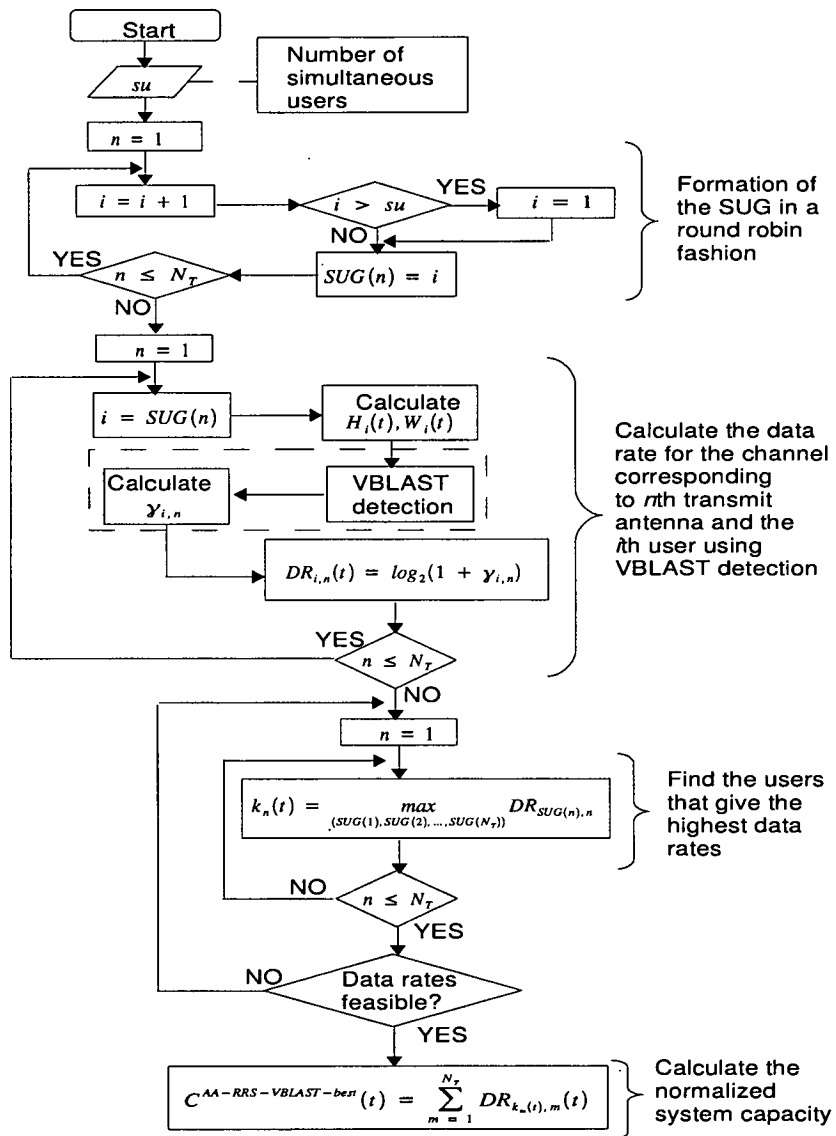 Start
su
Number of
simultaneous
users
n = 1
i = i + 1
i > su
YES
i = 1
NO
SUG(n) = i
YES
n ≤ N_T
NO
Formation of
the SUG in a
round robin
fashion
n = 1
i = SUG(n)
Calculate
H_i(t), W_i(t)
VBLAST
detection
Calculate
γ_{i,n}
DR_{i,n}(t) = log_2(1 + γ_{i,n})
YES
n ≤ N_T
NO
Calculate the data
rate for the channel
corresponding
to nth transmit
antenna and the
ith user using
VBLAST detection
n = 1
k_n(t) = max DR_{SUG(n),n}
(SUG(1), SUG(2), ..., SUG(N_T))
NO
n ≤ N_T
YES
Find the users
that give the
highest data
rates
NO
Data rates
feasible?
YES
C^{AA-RRS-VBLAST-best}(t) = ∑_{m = 1}^{N_T} DR_{k_m(t),m}(t)
Calculate the
normalized
system capacity